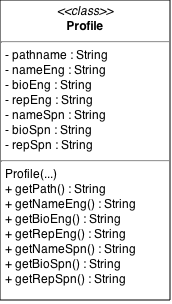 <<class>>
Profile
- pathname : String
- nameEng : String
- bioEng : String
- repEng : String
- nameSpn : String
- bioSpn : String
- repSpn : String
Profile(...)
+ getPath() : String
+ getNameEng() : String
+ getBioEng() : String
+ getRepEng() : String
+ getNameSpn() : String
+ getBioSpn() : String
+ getRepSpn() : String